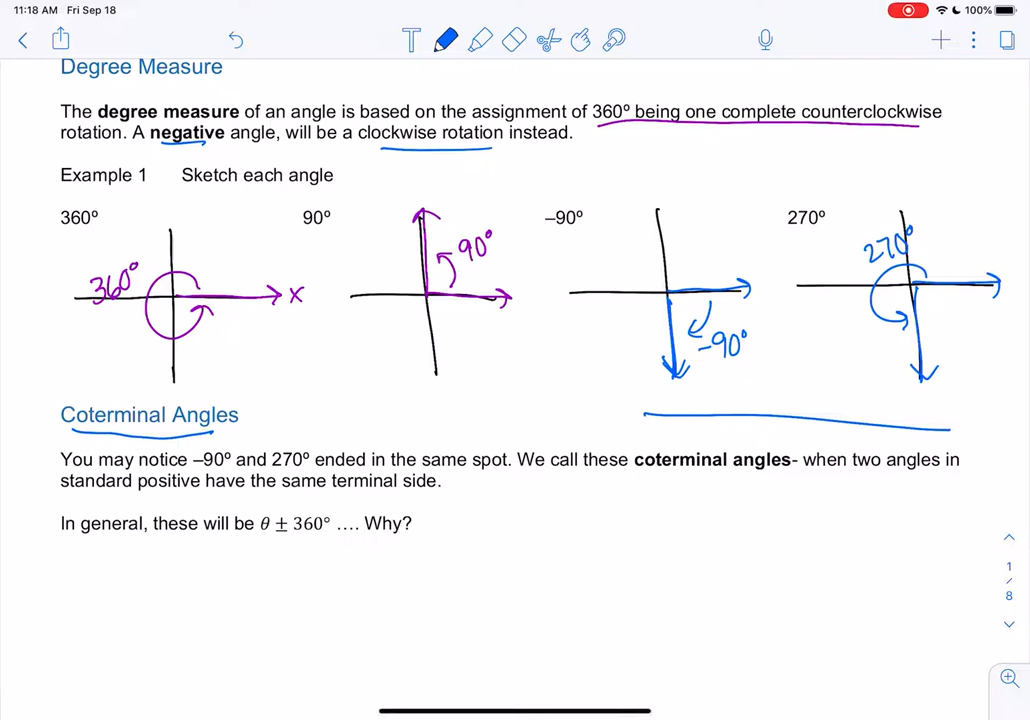 11:18 AM Fri Sep 18 100%
T
Degree Measure
The degree measure of an angle is based on the assignment of 360º being one complete counterclockwise
rotation. A negative angle, will be a clockwise rotation instead.
Example 1 Sketch each angle
360º 90º –90º 270º
360° x
90°
-90°
270°
Coterminal Angles
You may notice –90º and 270º ended in the same spot. We call these coterminal angles- when two angles in
standard positive have the same terminal side.
In general, these will be θ ± 360° …. Why?
1
/
8